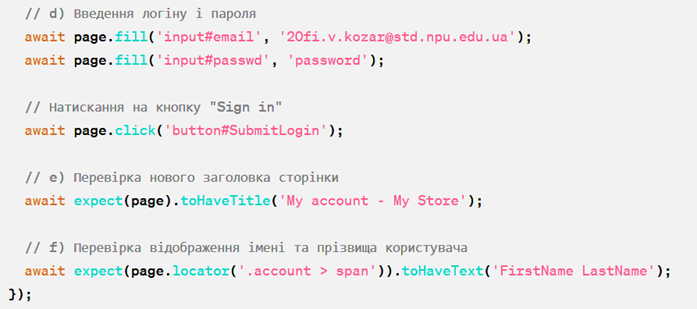 // d) Введення логіну і пароля
await page.fill('input#email', '20fi.v.kozar@std.npu.edu.ua');
await page.fill('input#passwd', 'password');
// Натискання на кнопку "Sign in"
await page.click('button#SubmitLogin');
// e) Перевірка нового заголовка сторінки
await expect(page).toHaveTitle('My account - My Store');
// f) Перевірка відображення імені та прізвища користувача
await expect(page.locator('.account > span')).toHaveText('FirstName LastName');
});